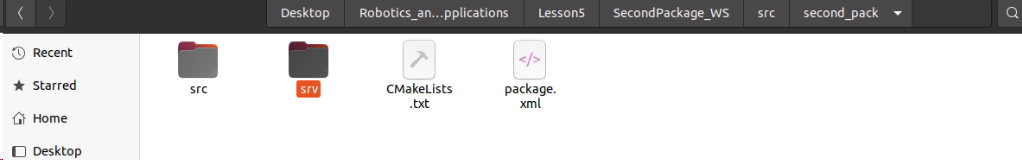 Desktop Robotics_an…pplications Lesson5 SecondPackage_WS src second_pack
Recent
Starred
Home
Desktop
src
srv
CMakeLists
.txt
package.
xml